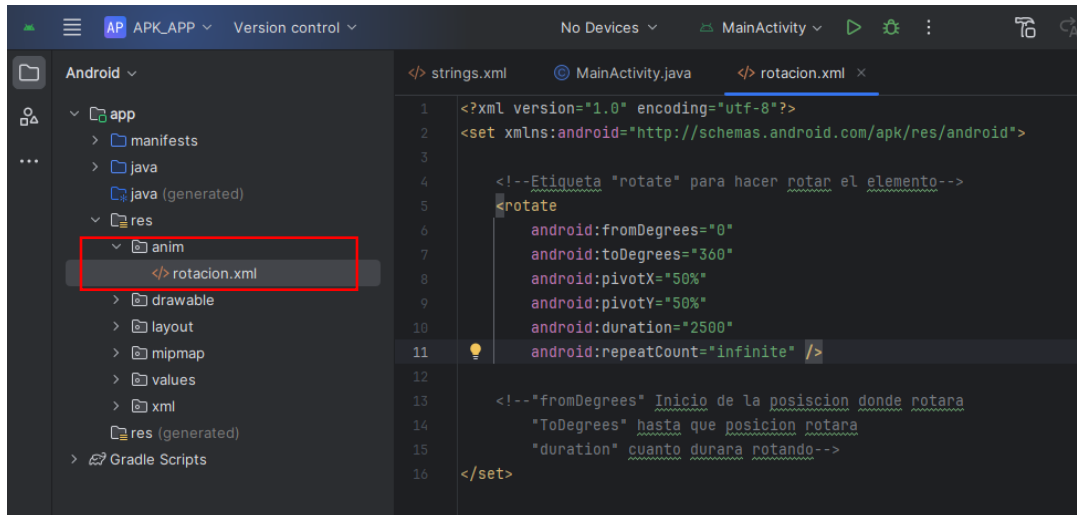 AP APK_APP Version control No Devices MainActivity
Android
app
manifests
java
java (generated)
res
anim
rotacion.xml
drawable
layout
mipmap
values
xml
res (generated)
Gradle Scripts
</> strings.xml © MainActivity.java </> rotacion.xml ×
1 <?xml version="1.0" encoding="utf-8"?>
2 <set xmlns:android="http://schemas.android.com/apk/res/android">
3
4 <!--Etiqueta "rotate" para hacer rotar el elemento-->
5 <rotate
6 android:fromDegrees="0"
7 android:toDegrees="360"
8 android:pivotX="50%"
9 android:pivotY="50%"
10 android:duration="2500"
11 android:repeatCount="infinite" />
12
13 <!--"fromDegrees" Inicio de la posiscion donde rotara
14 "ToDegrees" hasta que posicion rotara
15 "duration" cuanto durara rotando-->
16 </set>